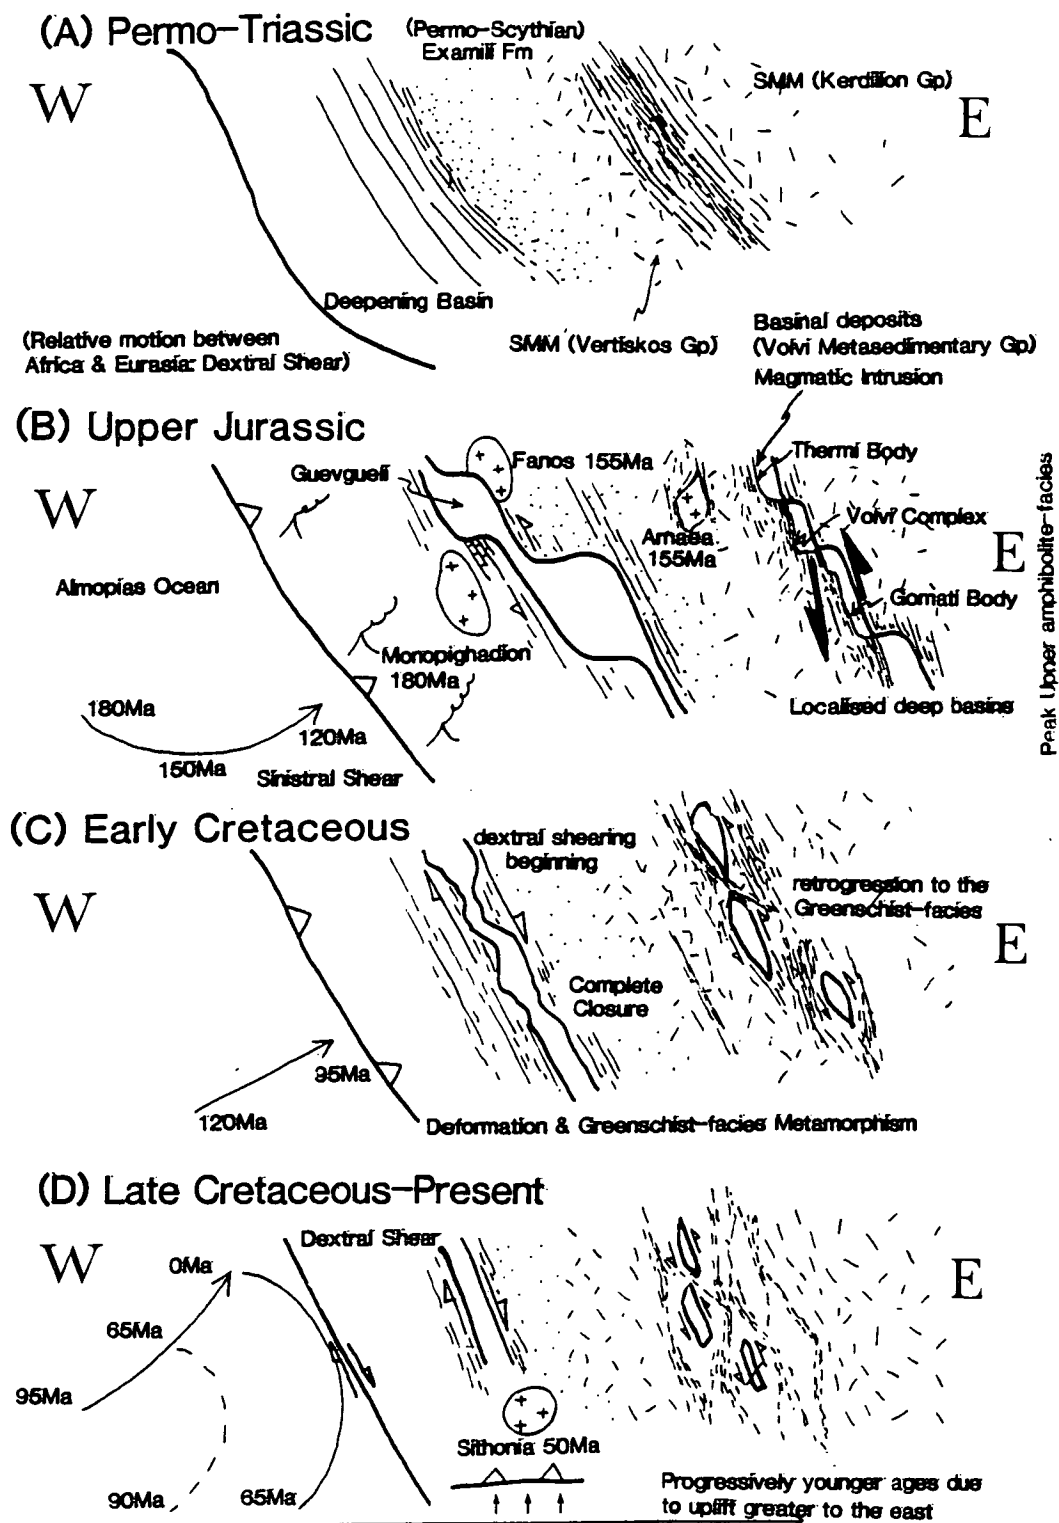 (A) Permo-Triassic
(Permo-Scythian)
Examili Fm
W
SMM (Kerdillon Gp)
E
Deepening Basin
(Relative motion between
Africa & Eurasia: Dextral Shear)
SMM (Vertiskos Gp)
Basinal deposits
(Volvi Metasedimentary Gp)
Magmatic Intrusion
(B) Upper Jurassic
W
Guevgueli
Fanos 155Ma
Thermi Body
Volvi Complex
Arnaea
155Ma
E
Almopias Ocean
Gomati Body
Monopighadion
180Ma
Localised deep basins
180Ma
120Ma
150Ma
Sinistral Shear
Peak Upper amphibolite-facies
(C) Early Cretaceous
dextral shearing
beginning
W
retrogression to the
Greenschist-facies
E
Complete
Closure
95Ma
120Ma
Deformation & Greenschist-facies Metamorphism
(D) Late Cretaceous-Present
W
Dextral Shear
0Ma
E
65Ma
95Ma
Sithonia 50Ma
90Ma
65Ma
Progressively younger ages due
to uplift greater to the east